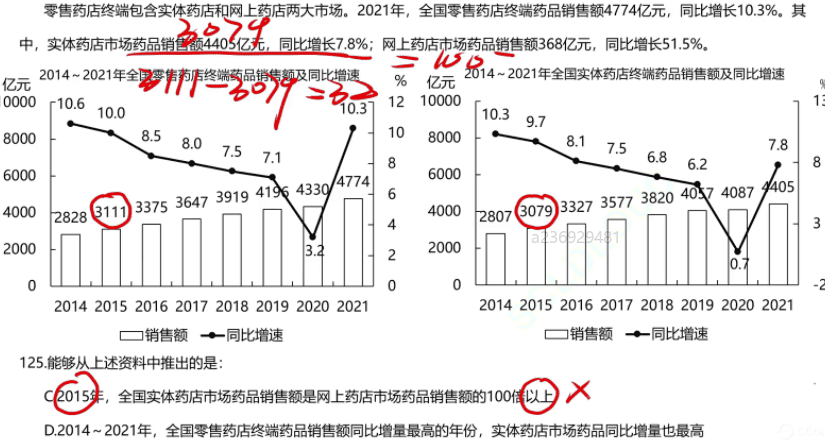 零售药店终端包含实体药店和网上药店两大市场。2021年，全国零售药店终端药品销售额4774亿元，同比增长10.3%。其
中，实体药店市场药品销售额4405亿元，同比增长7.8%；网上药店市场药品销售额368亿元，同比增长51.5%。
3079
3111-3079=32
=100-
亿元 2014～2021年全国零售药店终端药品销售额及同比增速 %
10000 12
8000 10
6000 8
4000 6
2000 4
0 2
0
10.6 10.0 8.5 8.0 7.5 7.1 3.2 10.3
2828 3111 3375 3647 3919 4196 4330 4774
2014 2015 2016 2017 2018 2019 2020 2021
销售额 同比增速
亿元 2014～2021年全国实体药店终端药品销售额及同比增速 %
10000 13
8000 8
6000 3
4000 -2
2000
0
10.3 9.7 8.1 7.5 6.8 6.2 0.7 7.8
2807 3079 3327 3577 3820 4057 4087 4405
a236929481
2014 2015 2016 2017 2018 2019 2020 2021
销售额 同比增速
125.能够从上述资料中推出的是：
C.2015年，全国实体药店市场药品销售额是网上药店市场药品销售额的100倍以上
D.2014～2021年，全国零售药店终端药品销售额同比增量最高的年份，实体药店市场药品同比增量也最高